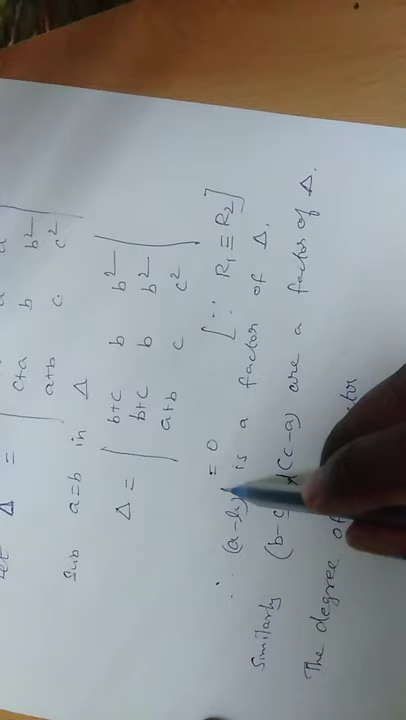 Let Δ =
c+a b b²
a+b c c²
Sub a=b in Δ
Δ = | b+c b b² |
b+c b b²
a+b c c²
= 0 [∵ R₁ ≡ R₂]
∴ (a-b) is a factor of Δ.
Similarly (b-c) (c-a) are a factor of Δ.
The degree of